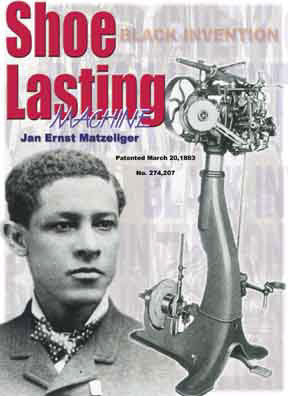 Shoe
BLACK INVENTION
Lasting
MACHINE
Jan Ernst Matzeliger
Patented March 20,1883
No. 274,207